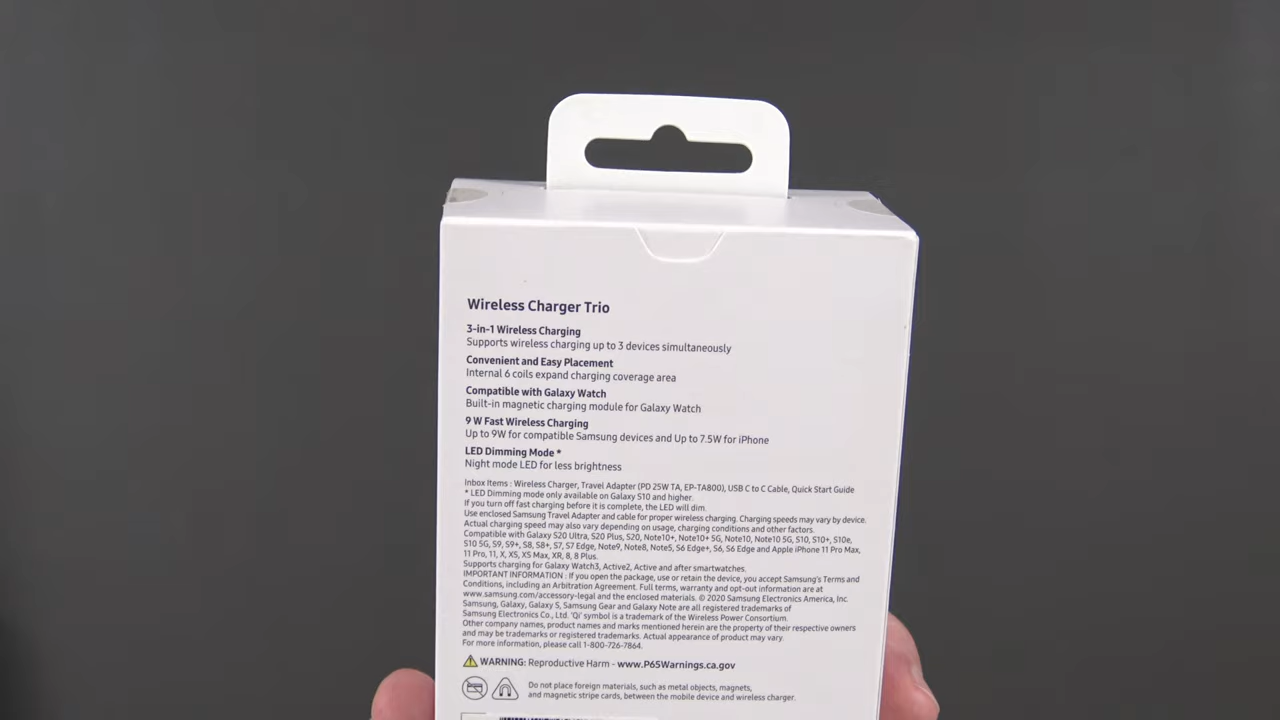 Wireless Charger Trio
3-in-1 Wireless Charging
Supports wireless charging up to 3 devices simultaneously
Convenient and Easy Placement
Internal 6 coils expand charging coverage area
Compatible with Galaxy Watch
Built-in magnetic charging module for Galaxy Watch
9 W Fast Wireless Charging
Up to 9W for compatible Samsung devices and Up to 7.5W for iPhone
LED Dimming Mode *
Night mode LED for less brightness
Inbox Items : Wireless Charger, Travel Adapter (PD 25W TA, EP-TA800), USB C to C Cable, Quick Start Guide
* LED Dimming mode only available on Galaxy S10 and higher.
If you turn off fast charging before it is complete, the LED will dim.
Use enclosed Samsung Travel Adapter and cable for proper wireless charging. Charging speeds may vary by device.
Actual charging speed may also vary depending on usage, charging conditions and other factors.
Compatible with Galaxy S20 Ultra, S20 Plus, S20, Note10+, Note10+ 5G, Note10, Note10 5G, S10, S10+, S10e,
S10 5G, S9, S9+, S8, S8+, S7, S7 Edge, Note9, Note8, Note5, S6 Edge+, S6, S6 Edge and Apple iPhone 11 Pro Max,
11 Pro, 11, X, XS, XS Max, XR, 8, 8 Plus.
Supports charging for Galaxy Watch3, Active2, Active and after smartwatches.
IMPORTANT INFORMATION : If you open the package, use or retain the device, you accept Samsung's Terms and
Conditions, including an Arbitration Agreement. Full terms, warranty and opt-out information are at
www.samsung.com/accessory-legal and the enclosed materials. © 2020 Samsung Electronics America, Inc.
Samsung, Galaxy, Galaxy S, Samsung Gear and Galaxy Note are all registered trademarks of
Samsung Electronics Co., Ltd. 'Qi' symbol is a trademark of the Wireless Power Consortium.
Other company names, product names and marks mentioned herein are the property of their respective owners
and may be trademarks or registered trademarks. Actual appearance of product may vary.
For more information, please call 1-800-726-7864.
WARNING: Reproductive Harm - www.P65Warnings.ca.gov
Do not place foreign materials, such as metal objects, magnets,
and magnetic stripe cards, between the mobile device and wireless charger.